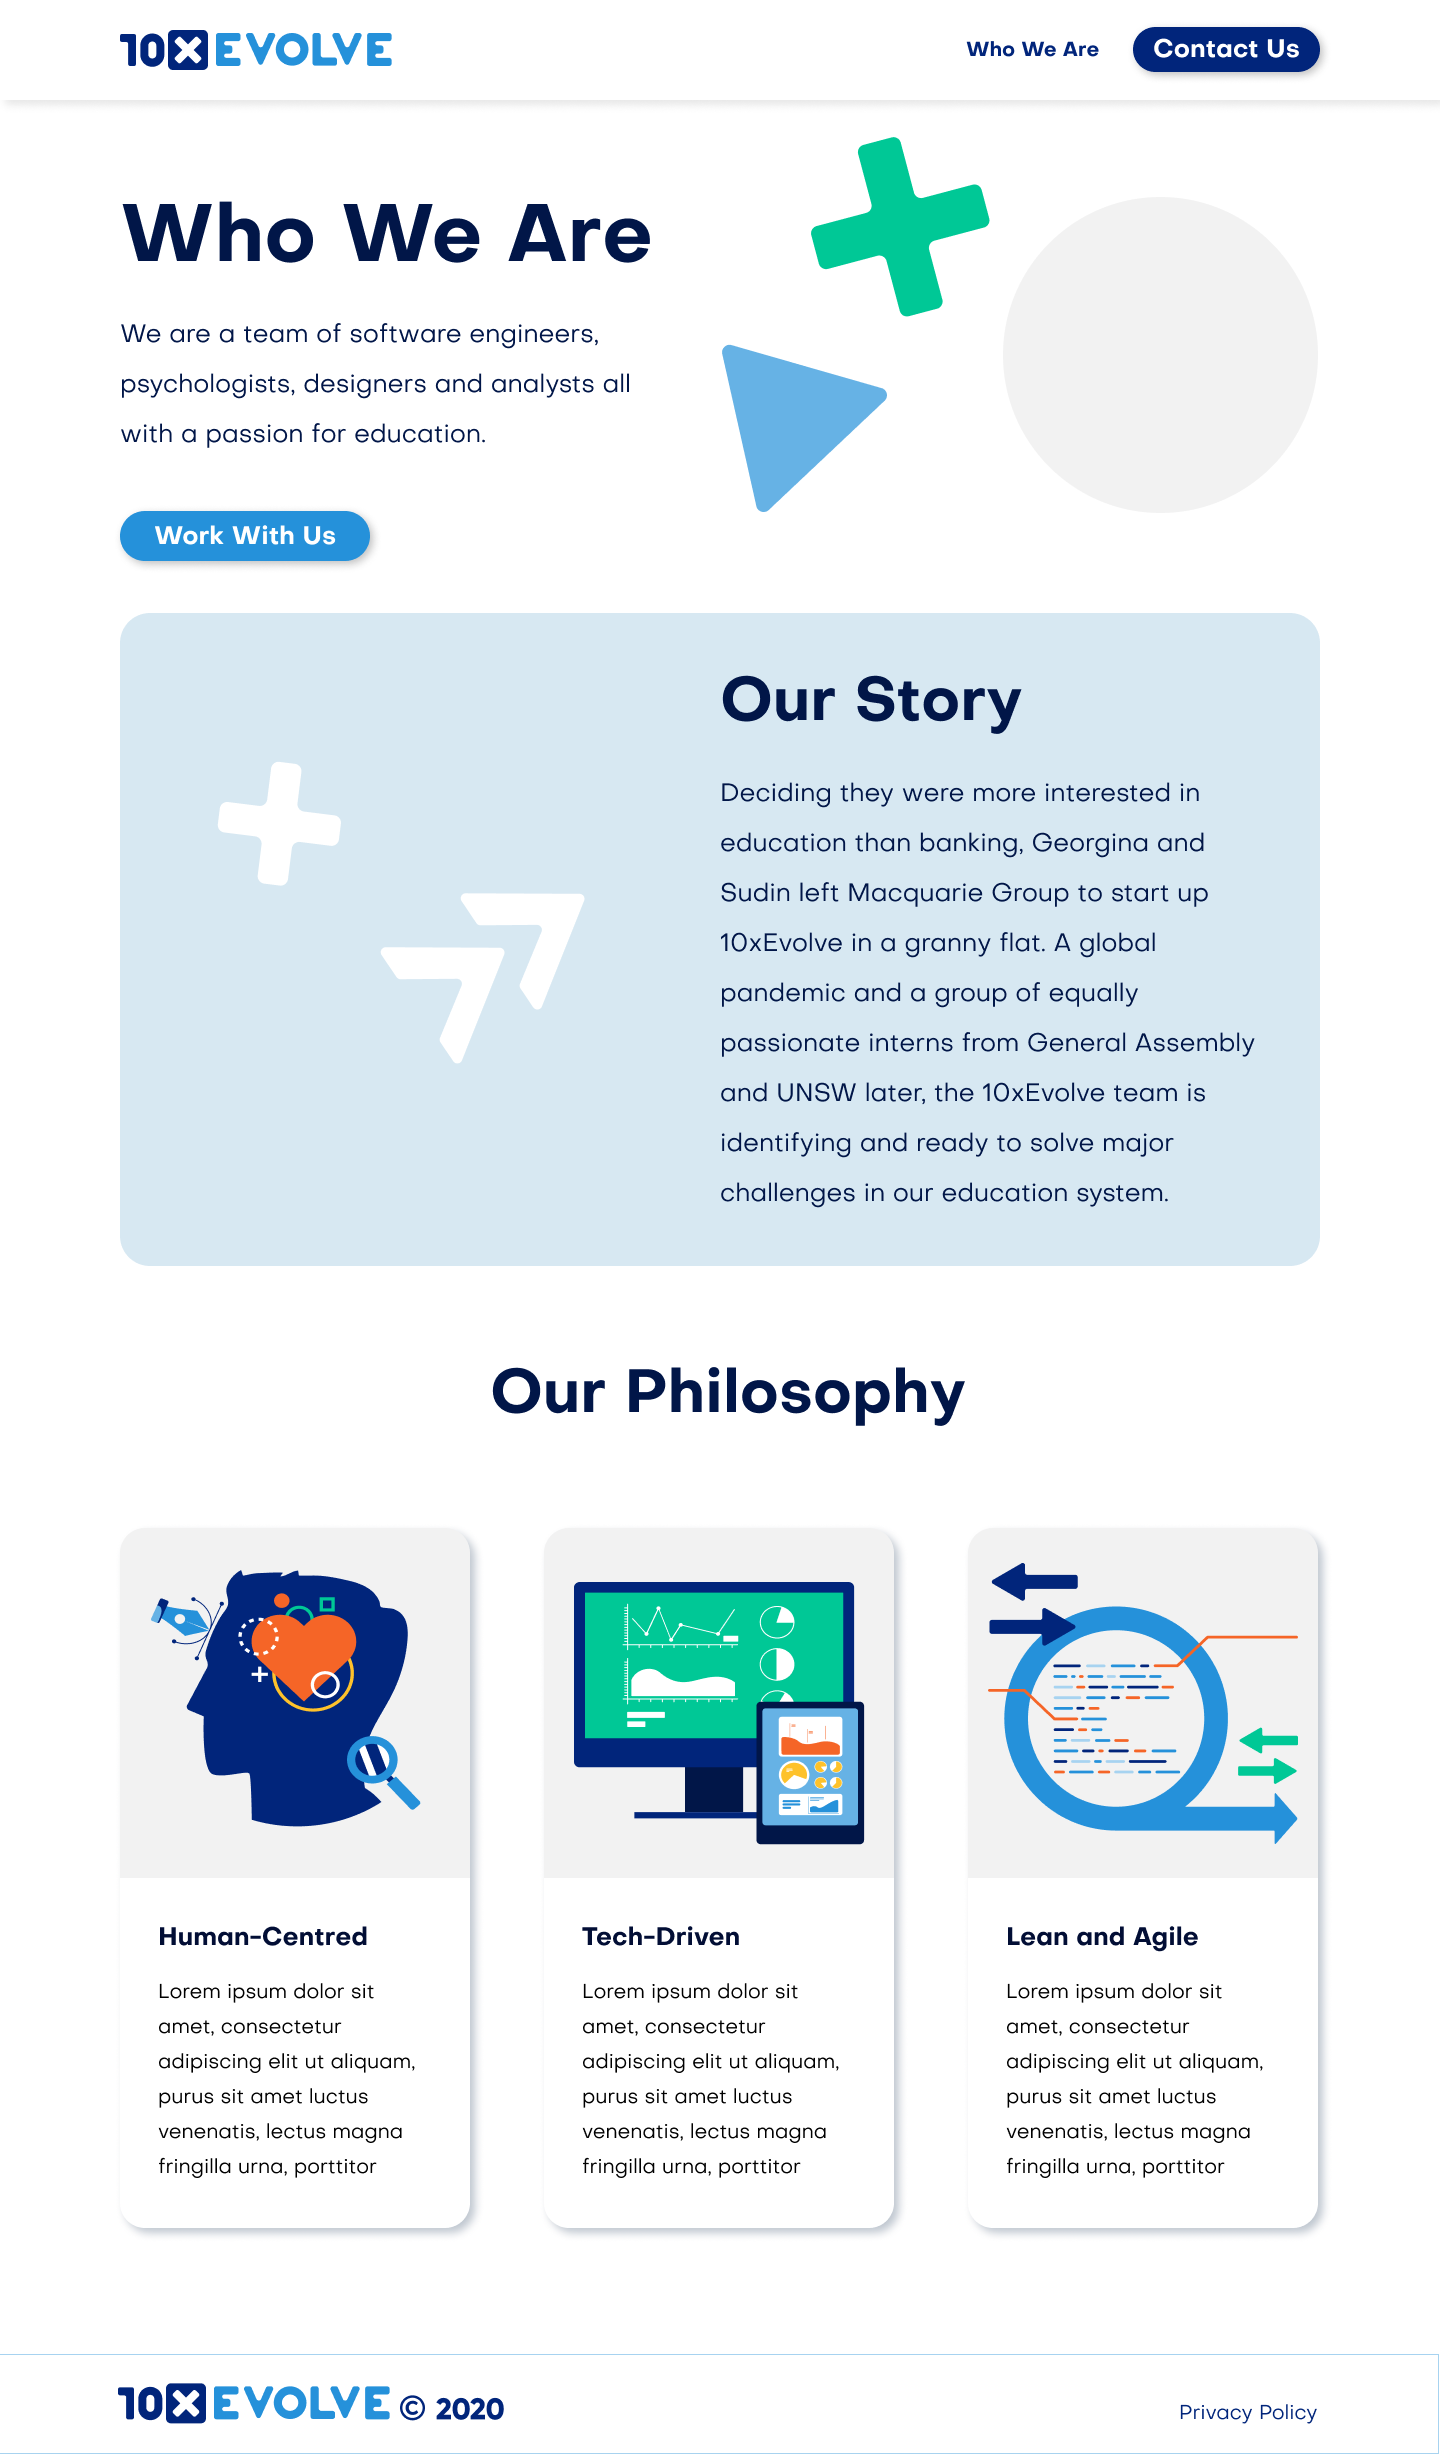 10XEVOLVE
Who We Are
Contact Us
Who We Are
We are a team of software engineers,
psychologists, designers and analysts all
with a passion for education.
Work With Us
Our Story
Deciding they were more interested in
education than banking, Georgina and
Sudin left Macquarie Group to start up
10xEvolve in a granny flat. A global
pandemic and a group of equally
passionate interns from General Assembly
and UNSW later, the 10xEvolve team is
identifying and ready to solve major
challenges in our education system.
Our Philosophy
Human-Centred
Lorem ipsum dolor sit
amet, consectetur
adipiscing elit ut aliquam,
purus sit amet luctus
venenatis, lectus magna
fringilla urna, porttitor
Tech-Driven
Lorem ipsum dolor sit
amet, consectetur
adipiscing elit ut aliquam,
purus sit amet luctus
venenatis, lectus magna
fringilla urna, porttitor
Lean and Agile
Lorem ipsum dolor sit
amet, consectetur
adipiscing elit ut aliquam,
purus sit amet luctus
venenatis, lectus magna
fringilla urna, porttitor
10XEVOLVE © 2020
Privacy Policy